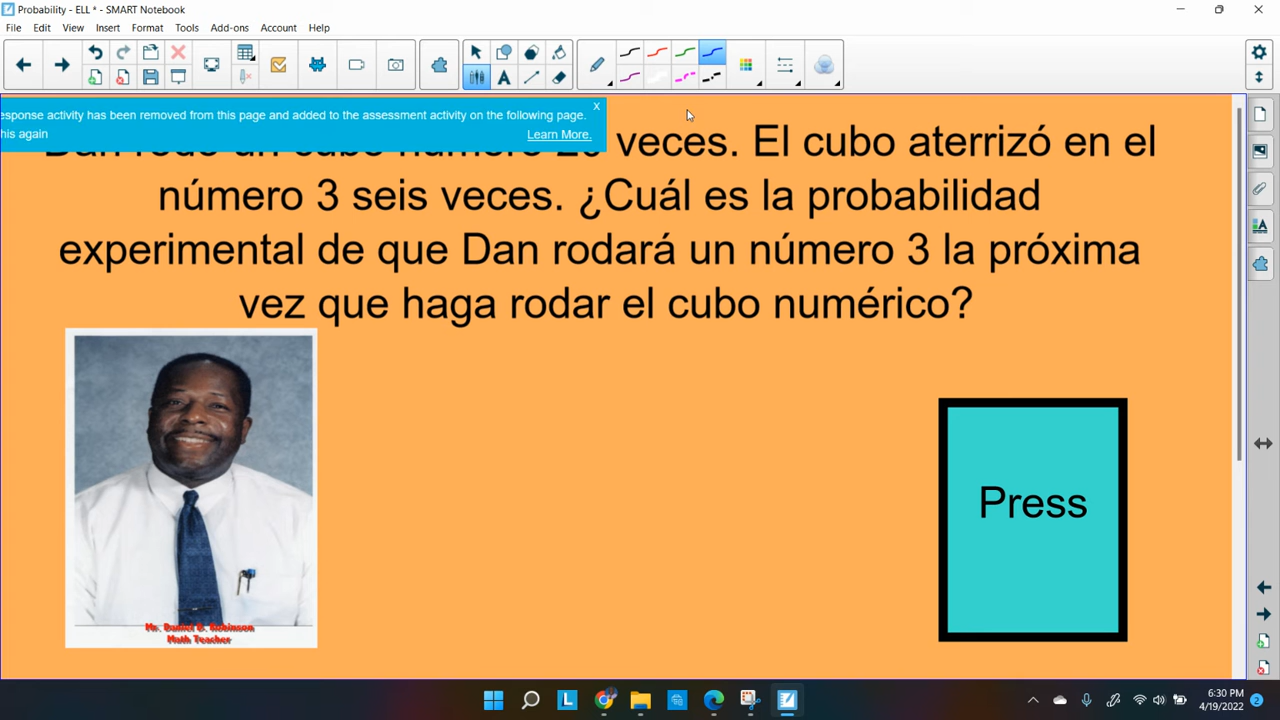 Probability - ELL * - SMART Notebook
File Edit View Insert Format Tools Add-ons Account Help
esponse activity has been removed from this page and added to the assessment activity on the following page. X
his again Learn More.
veces. El cubo aterrizó en el
número 3 seis veces. ¿Cuál es la probabilidad
experimental de que Dan rodará un número 3 la próxima
vez que haga rodar el cubo numérico?
Press
Mr. Daniel D. Robinson
Math Teacher
6:30 PM
4/19/2022
2